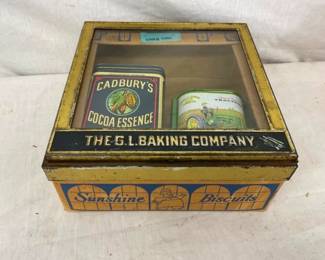 CADBURY'S
COCOA ESSENCE
THE G.L. BAKING COMPANY
Sunshine Biscuits